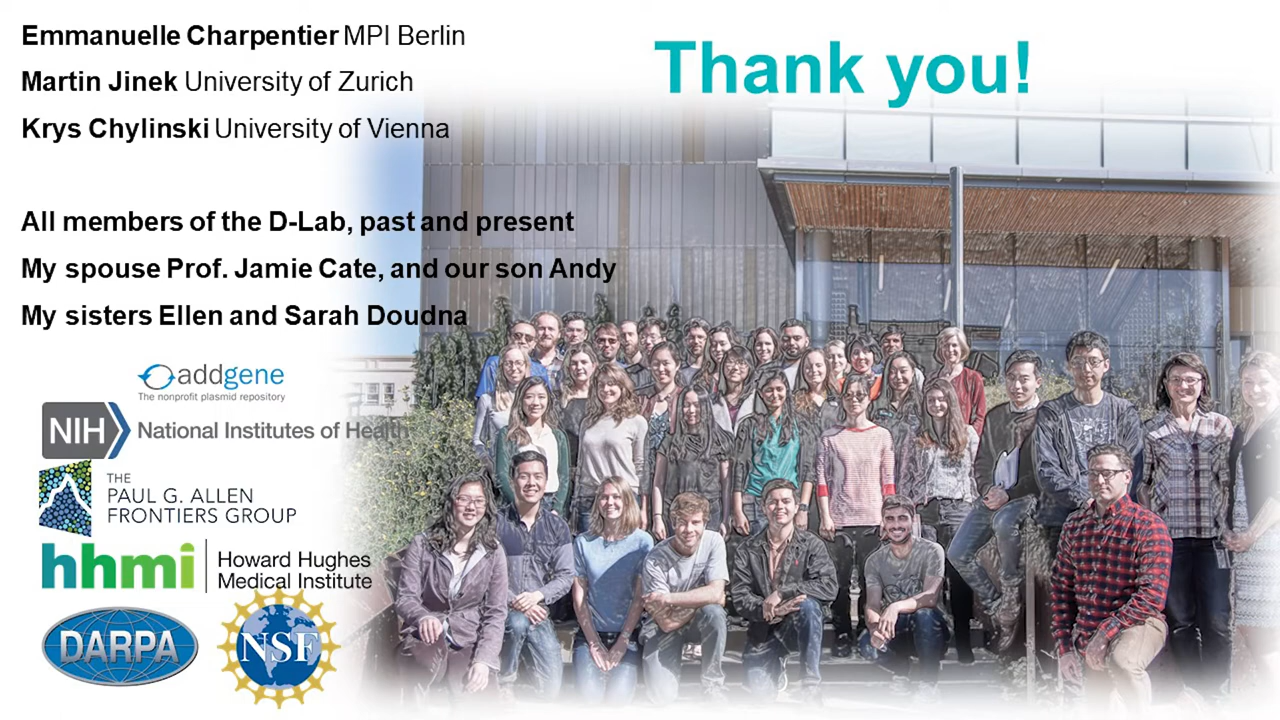 Emmanuelle Charpentier MPI Berlin
Thank you!
Martin Jinek University of Zurich
Krys Chylinski University of Vienna
All members of the D-Lab, past and present
My spouse Prof. Jamie Cate, and our son Andy
My sisters Ellen and Sarah Doudna
addgene
The nonprofit plasmid repository
NIH National Institutes of Health
THE
PAUL G. ALLEN
FRONTIERS GROUP
hhmi Howard Hughes
Medical Institute
DARPA
NSF